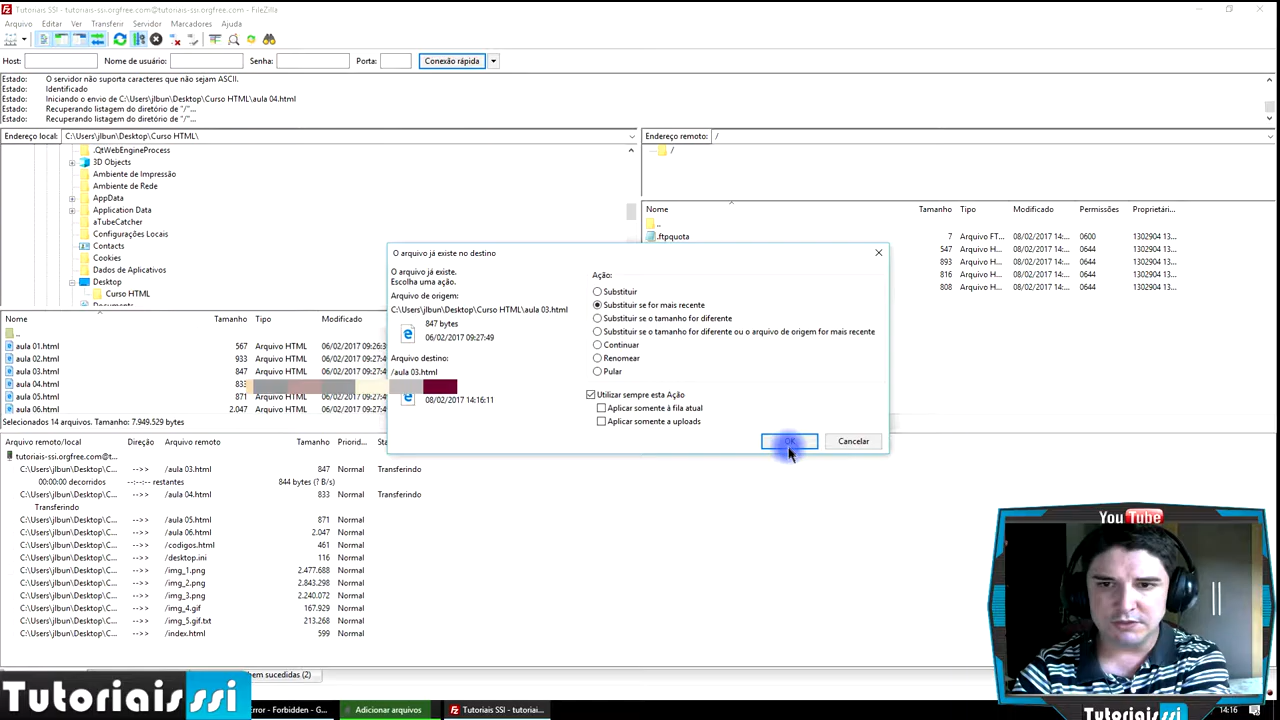 Tutoriais SSI - tutoriais-ssi.orgfree.com@tutoriais-ssi.orgfree.com - FileZilla
Arquivo Editar Ver Transferir Servidor Marcadores Ajuda
Host: Nome de usuário: Senha: Porta: Conexão rápida
Estado: O servidor não suporta caracteres que não sejam ASCII.
Estado: Identificado
Estado: Iniciando o envio de C:\Users\jlbun\Desktop\Curso HTML\aula 04.html
Estado: Recuperando listagem do diretório de "/"...
Estado: Recuperando listagem do diretório de "/"...
Endereço local: C:\Users\jlbun\Desktop\Curso HTML\
.QtWebEngineProcess
3D Objects
Ambiente de Impressão
Ambiente de Rede
AppData
Application Data
aTubeCatcher
Configurações Locais
Contacts
Cookies
Dados de Aplicativos
Desktop
Curso HTML
Endereço remoto: /
/
Nome Tamanho Tipo Modificado Permissões Proprietári...
..
.ftpquota 7 Arquivo FT... 08/02/2017 14:... 0600 1302904 13...
547 Arquivo H... 08/02/2017 14:... 0644 1302904 13...
893 Arquivo H... 08/02/2017 14:... 0644 1302904 13...
816 Arquivo H... 08/02/2017 14:... 0644 1302904 13...
808 Arquivo H... 08/02/2017 14:... 0644 1302904 13...
O arquivo já existe no destino
O arquivo já existe.
Escolha uma ação.
Arquivo de origem:
C:\Users\jlbun\Desktop\Curso HTML\aula 03.html
847 bytes
06/02/2017 09:27:49
Arquivo destino:
/aula 03.html
08/02/2017 14:16:11
Ação:
Substituir
Substituir se for mais recente
Substituir se o tamanho for diferente
Substituir se o tamanho for diferente ou o arquivo de origem for mais recente
Continuar
Renomear
Pular
Utilizar sempre esta Ação
Aplicar somente à fila atual
Aplicar somente a uploads
OK Cancelar
Nome Tamanho Tipo Modificado
..
aula 01.html 567 Arquivo HTML 06/02/2017 09:26:3
aula 02.html 933 Arquivo HTML 06/02/2017 09:27:4
aula 03.html 847 Arquivo HTML 06/02/2017 09:27:4
aula 04.html 833
aula 05.html 871 Arquivo HTML 06/02/2017 09:27:4
aula 06.html 2.047 Arquivo HTML 06/02/2017 09:27:4
Selecionados 14 arquivos. Tamanho: 7.949.529 bytes
Arquivo remoto/local Direção Arquivo remoto Tamanho Priorid... Sta
tutoriais-ssi.orgfree.com@t...
C:\Users\jlbun\Desktop\C... -->> /aula 03.html 847 Transferindo
00:00:00 decorridos --:--:-- restantes 844 bytes (? B/s)
C:\Users\jlbun\Desktop\C... -->> /aula 04.html 833 Normal Transferindo
Transferindo
C:\Users\jlbun\Desktop\C... -->> /aula 05.html 871 Normal
C:\Users\jlbun\Desktop\C... -->> /aula 06.html 2.047 Normal
C:\Users\jlbun\Desktop\C... -->> /codigos.html 461 Normal
C:\Users\jlbun\Desktop\C... -->> /desktop.ini 116 Normal
C:\Users\jlbun\Desktop\C... -->> /img_1.png 2.477.688 Normal
C:\Users\jlbun\Desktop\C... -->> /img_2.png 2.843.298 Normal
C:\Users\jlbun\Desktop\C... -->> /img_3.png 2.240.072 Normal
C:\Users\jlbun\Desktop\C... -->> /img_4.gif 167.929 Normal
C:\Users\jlbun\Desktop\C... -->> /img_5.gif.txt 213.268 Normal
C:\Users\jlbun\Desktop\C... -->> /index.html 599 Normal
bem sucedidas (2)
Tutoriaisssi
rror - Forbidden - G... Adicionar arquivos Tutoriais SSI - tutoriai...
You Tube
Tutoriaisssi
14:16